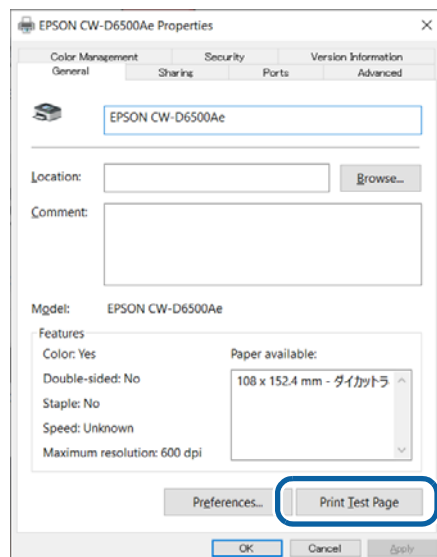 EPSON CW-D6500Ae Properties
Color Management Security Version Information
General Sharing Ports Advanced
EPSON CW-D6500Ae
Location:
Browse...
Comment:
Model: EPSON CW-D6500Ae
Features
Color: Yes Paper available:
Double-sided: No 108 x 152.4 mm - ダイカットラ
Staple: No
Speed: Unknown
Maximum resolution: 600 dpi
Preferences... Print Test Page
OK Cancel Apply